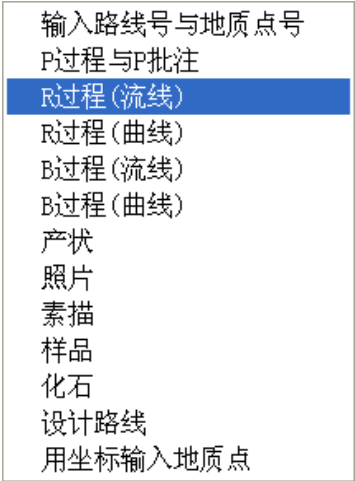 输入路线号与地质点号
P过程与P批注
R过程(流线)
R过程(曲线)
B过程(流线)
B过程(曲线)
产状
照片
素描
样品
化石
设计路线
用坐标输入地质点